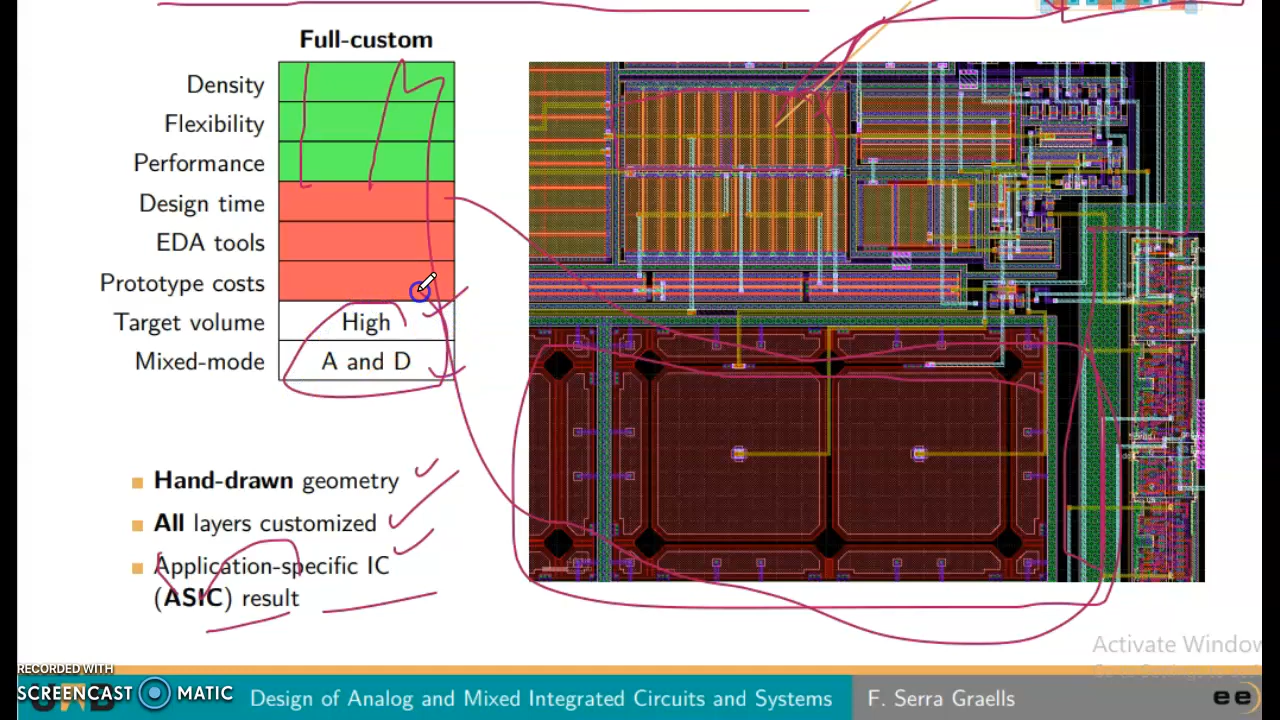 Full-custom
Density
Flexibility
Performance
Design time
EDA tools
Prototype costs
Target volume High
Mixed-mode A and D
Hand-drawn geometry
All layers customized
Application-specific IC
(ASIC) result
Activate Window
RECORDED WITH
SCREENCAST MATIC
Design of Analog and Mixed Integrated Circuits and Systems F. Serra Graells